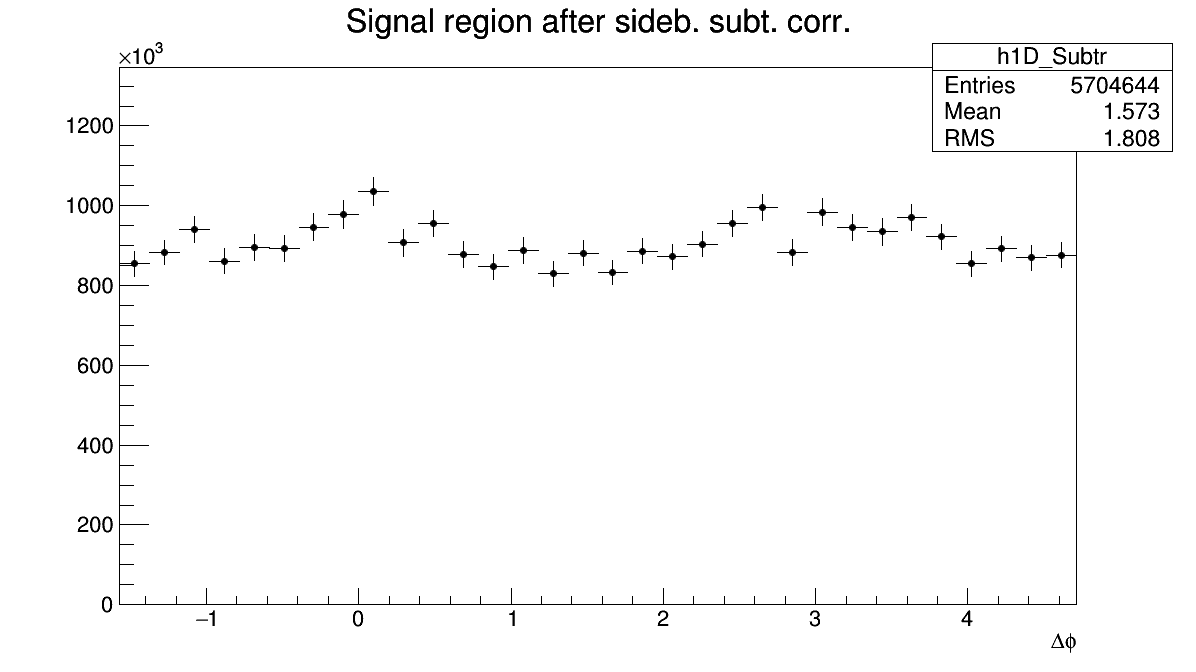 Signal region after sideb. subt. corr.
×10³
h1D_Subtr
Entries 5704644
Mean 1.573
RMS 1.808
1200
1000
800
600
400
200
0
−1 0 1 2 3 4
Δϕ